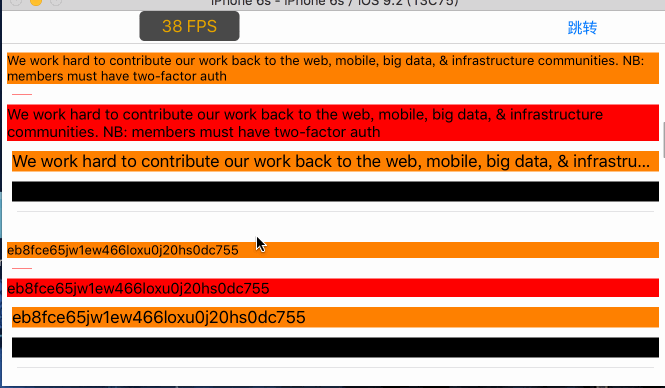 iPhone 6s - iPhone 6s / iOS 9.2 (13C75)
38 FPS
跳转
We work hard to contribute our work back to the web, mobile, big data, & infrastructure communities. NB:
members must have two-factor auth
We work hard to contribute our work back to the web, mobile, big data, & infrastructure
communities. NB: members must have two-factor auth
We work hard to contribute our work back to the web, mobile, big data, & infrastru...
eb8fce65jw1ew466loxu0j20hs0dc755
eb8fce65jw1ew466loxu0j20hs0dc755
eb8fce65jw1ew466loxu0j20hs0dc755